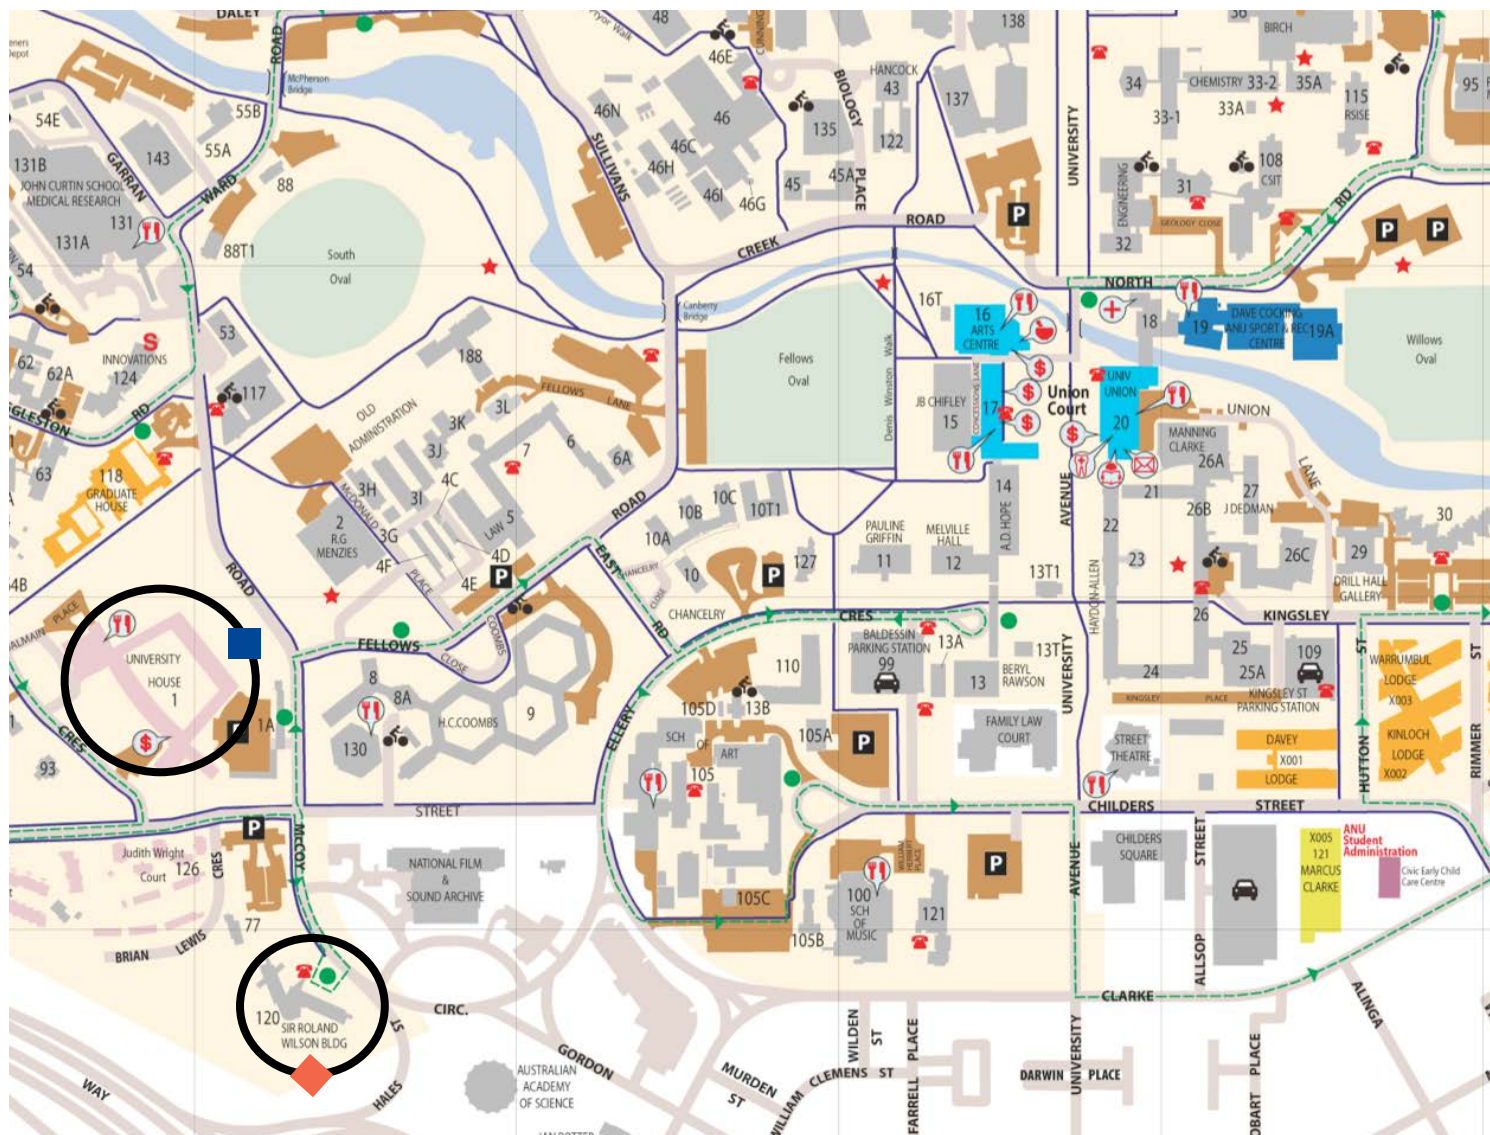 DALEY
ROAD
48
46E
CUNNING
138
36
BIRCH
McPherson
Bridge
HANCOCK
43
137
34
CHEMISTRY 33-2
35A
33A
115
RSISE
95
54E
55B
55A
143
131B
JOHN CURTIN SCHOOL
MEDICAL RESEARCH
131
131A
GARRAN
WARD
88
88T1
46N
46
46C
46H
46I
46G
SULLIVANS
BIOLOGY
PLACE
135
45
45A
122
UNIVERSITY
33-1
ENGINEERING
31
32
108
CSIT
GEOLOGY CLOSE
RD
P
P
P
South
Oval
CREEK
ROAD
NORTH
54
53
S
INNOVATIONS
124
62
62A
Canberry
Bridge
188
16T
16
ARTS
CENTRE
18
19
DAVE COCKING
ANU SPORT & REC
CENTRE
19A
Willows
Oval
Fellows
Oval
Denis Winston Walk
JB CHIFLEY
15
CONCESSIONS LANE
17
Union
Court
UNIV
UNION
20
UNION
LANE
MANNING
CLARKE
26A
117
OLD
ADMINISTRATION
FELLOWS
LANE
3L
3K
3J
3H
3I
3G
7
6
6A
RD
63
118
GRADUATE
HOUSE
2
R.G
MENZIES
McDONALD
PLACE
4C
4D
4E
4F
LAW
5
ROAD
10A
10B
10C
10T1
10
CHANCELRY
CLOSE
127
PAULINE
GRIFFIN
11
MELVILLE
HALL
12
14
A.D.HOPE
AVENUE
21
22
23
26B
27
J DEDMAN
26C
29
DRILL HALL
GALLERY
30
13T1
HAYDON-ALLEN
P
P
EAST
RD
ROAD
4B
PLACE
UNIVERSITY
HOUSE
1
1A
P
CRES
93
FELLOWS
CLOSE
COOMBS
8
8A
H.C.COOMBS
9
130
CHANCELRY
CRES
BALDESSIN
PARKING STATION
99
13A
13T
13
BERYL
RAWSON
UNIVERSITY
110
13B
105D
SCH
OF
ART
105
105A
P
ELLERY
FAMILY LAW
COURT
STREET
THEATRE
24
26
25
25A
KINGSLEY
109
KINGSLEY ST
PARKING STATION
KINGSLEY PLACE
DAVEY
X001
LODGE
ST
HUTTON
WARRUMBUL
LODGE
X003
KINLOCH
LODGE
X002
ST
RIMMER
STREET
CHILDERS
STREET
P
McCOY
Judith Wright
Court
126
CRES
NATIONAL FILM
&
SOUND ARCHIVE
77
BRIAN
LEWIS
105C
105B
100
SCH
OF
MUSIC
WILLIAM
HERBERT
PLACE
121
P
AVENUE
CHILDERS
SQUARE
STREET
ALLSOP
X005
121
MARCUS
CLARKE
ANU
Student
Administration
Civic Early Child
Care Centre
120
SIR ROLAND
WILSON BLDG
ST
CIRC.
GORDON
HALES
WAY
AUSTRALIAN
ACADEMY
OF SCIENCE
MURDEN
ST
WILLIAM
CLEMENS ST
WILDEN
ST
FARRELL PLACE
DARWIN PLACE
UNIVERSITY
CLARKE
ALINGA
HOBART PLACE